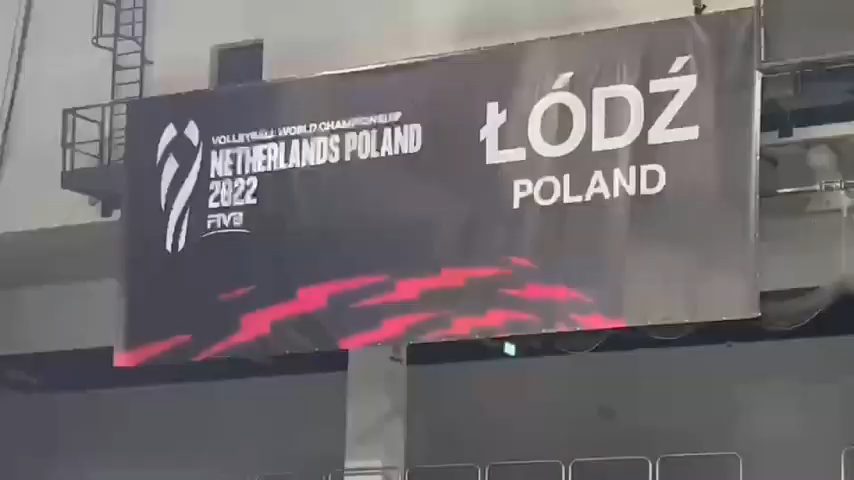 VOLLEYBALL WORLD CHAMPIONSHIP
NETHERLANDS POLAND
2022
FIVB
ŁÓDŹ
POLAND